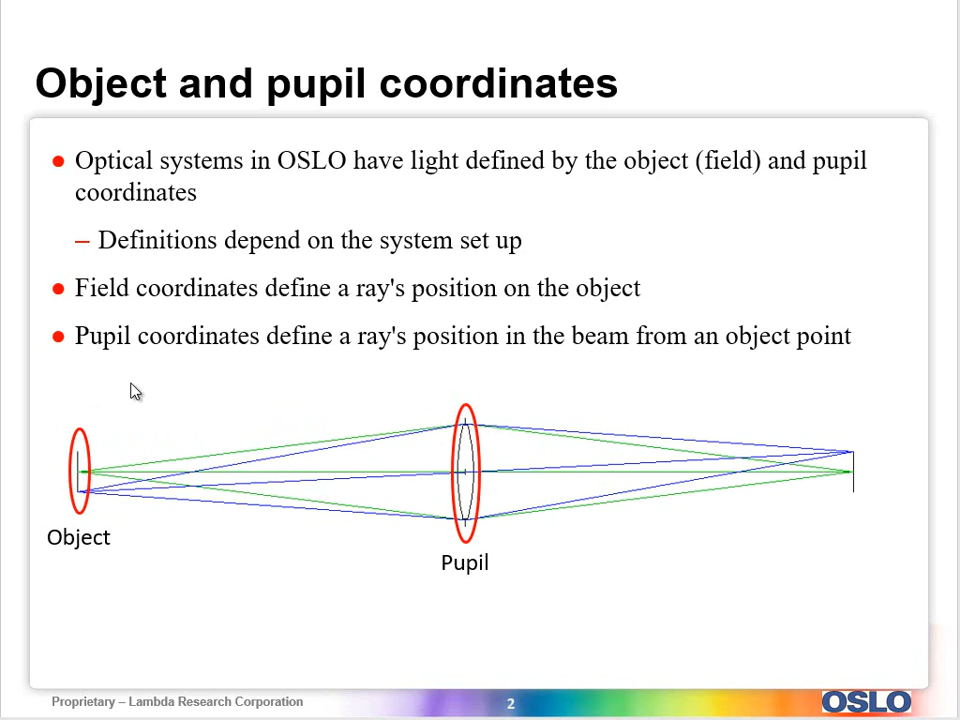 Object and pupil coordinates
● Optical systems in OSLO have light defined by the object (field) and pupil
coordinates
– Definitions depend on the system set up
● Field coordinates define a ray's position on the object
● Pupil coordinates define a ray's position in the beam from an object point
Object
Pupil
Proprietary – Lambda Research Corporation
2
OSLO